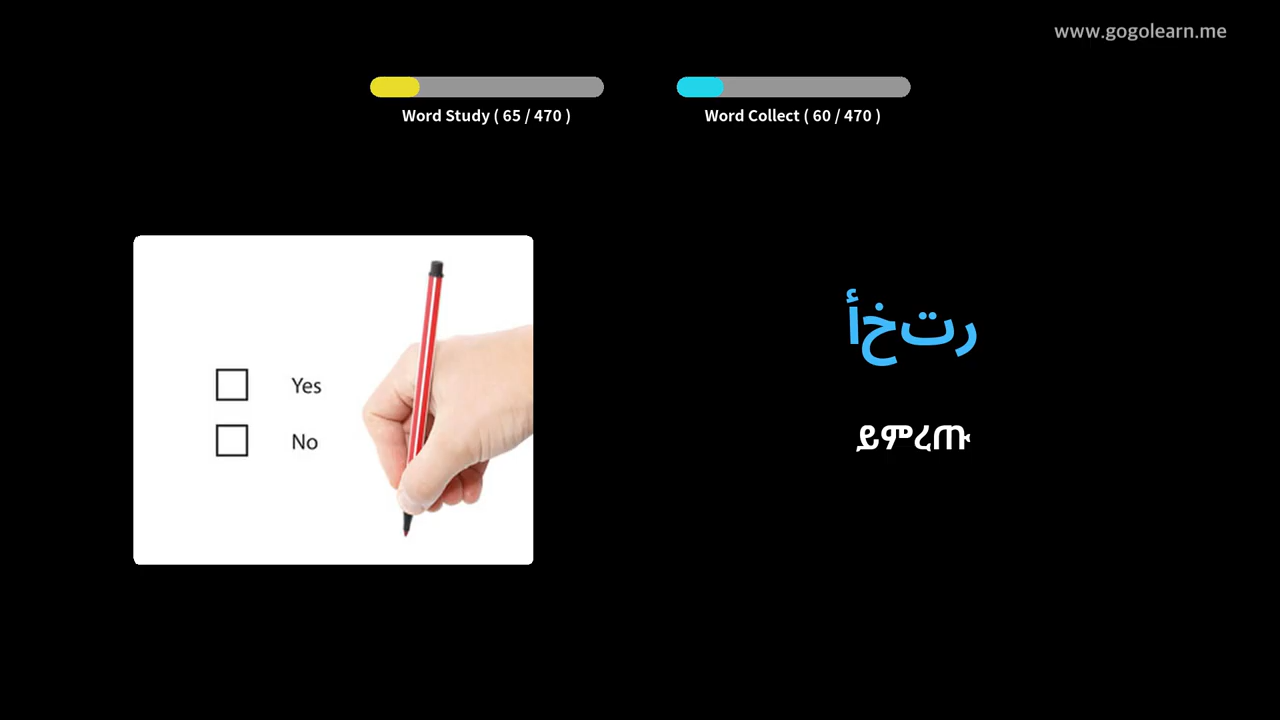 www.gogolearn.me
Word Study ( 65 / 470 )
Word Collect ( 60 / 470 )
Yes
No
أختر
ይምረጡ